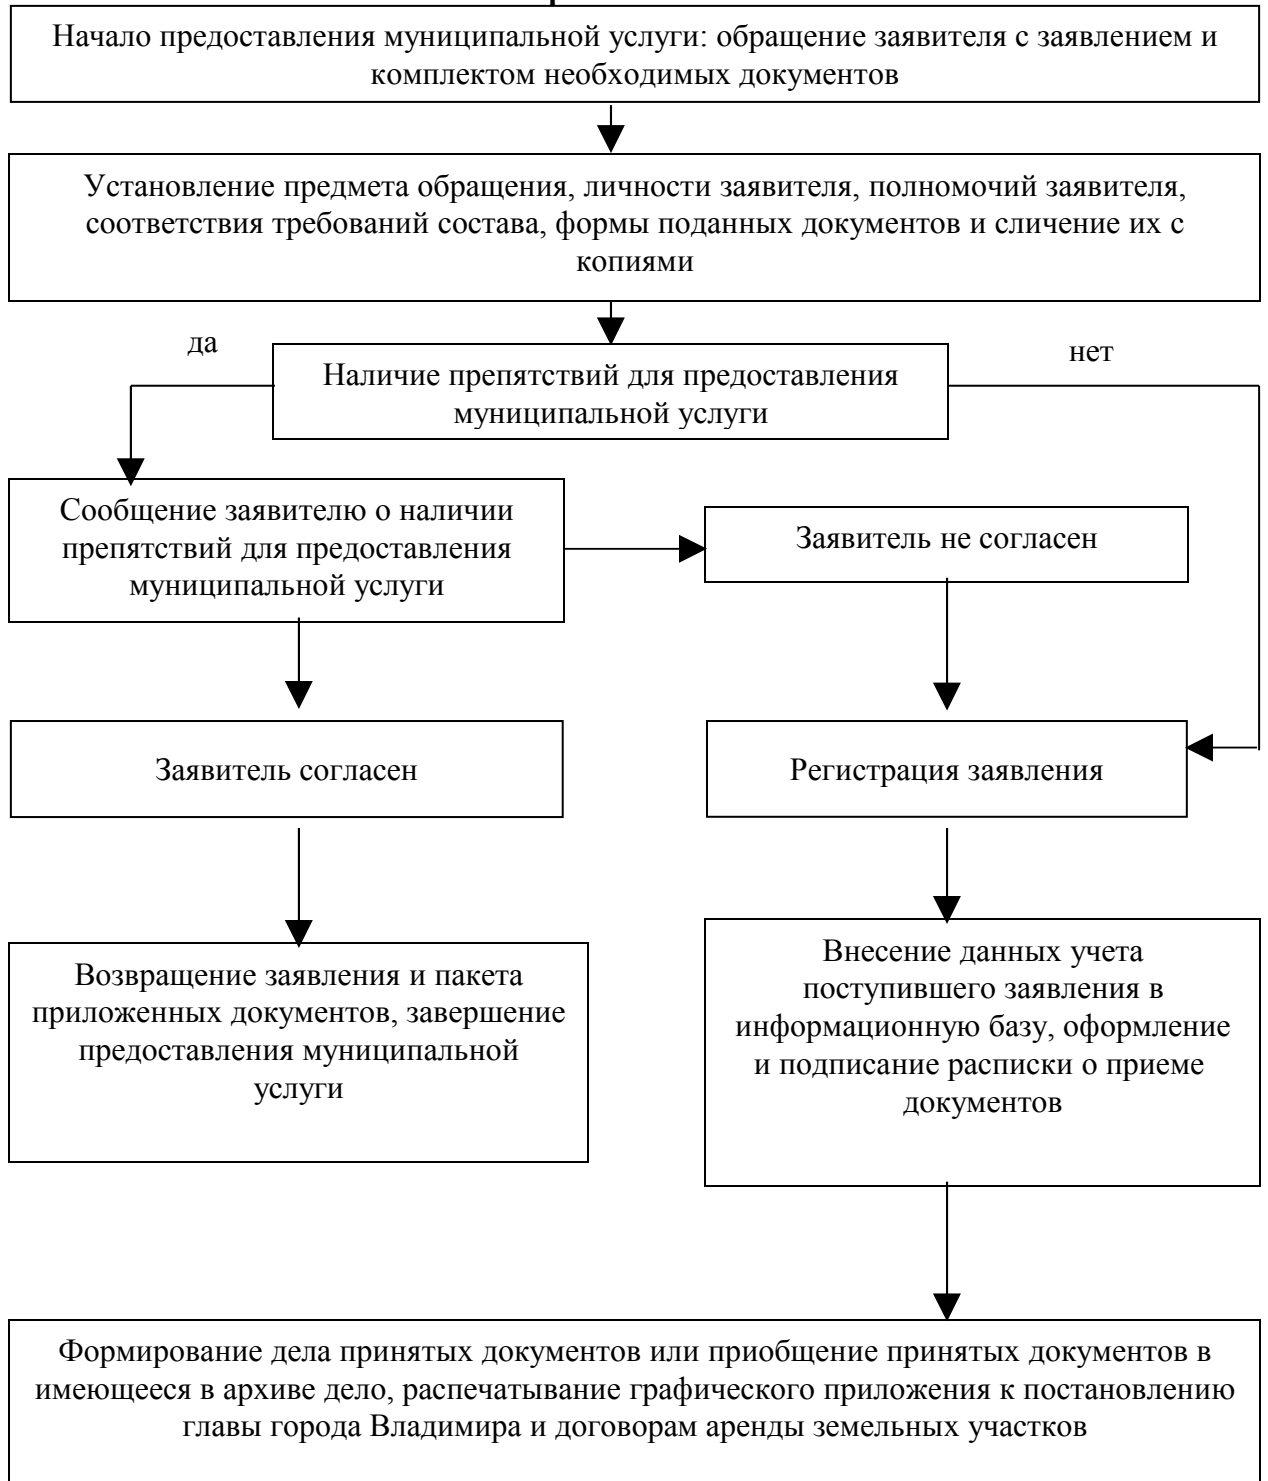 Начало предоставления муниципальной услуги: обращение заявителя с заявлением и
комплектом необходимых документов
Установление предмета обращения, личности заявителя, полномочий заявителя,
соответствия требований состава, формы поданных документов и сличение их с
копиями
да
нет
Наличие препятствий для предоставления
муниципальной услуги
Сообщение заявителю о наличии
препятствий для предоставления
муниципальной услуги
Заявитель не согласен
Заявитель согласен
Регистрация заявления
Возвращение заявления и пакета
приложенных документов, завершение
предоставления муниципальной
услуги
Внесение данных учета
поступившего заявления в
информационную базу, оформление
и подписание расписки о приеме
документов
Формирование дела принятых документов или приобщение принятых документов в
имеющееся в архиве дело, распечатывание графического приложения к постановлению
главы города Владимира и договорам аренды земельных участков